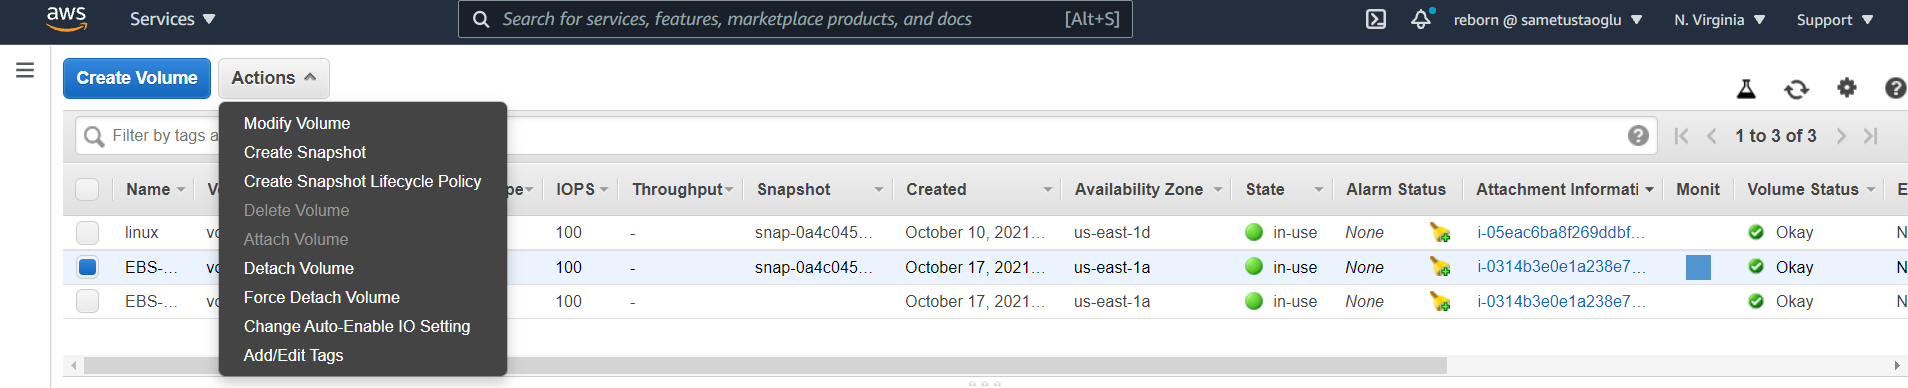 aws Services Search for services, features, marketplace products, and docs [Alt+S] reborn @ sametustaoglu N. Virginia Support
Create Volume Actions
Modify Volume
Create Snapshot
Create Snapshot Lifecycle Policy
Delete Volume
Attach Volume
Detach Volume
Force Detach Volume
Change Auto-Enable IO Setting
Add/Edit Tags
Filter by tags a 1 to 3 of 3
Name IOPS Throughput Snapshot Created Availability Zone State Alarm Status Attachment Informati Monit Volume Status E
linux vo 100 - snap-0a4c045... October 10, 2021... us-east-1d in-use None i-05eac6ba8f269ddbf... Okay N
EBS-... vo 100 - snap-0a4c045... October 17, 2021... us-east-1a in-use None i-0314b3e0e1a238e7... Okay N
EBS-... vo 100 - October 17, 2021... us-east-1a in-use None i-0314b3e0e1a238e7... Okay N